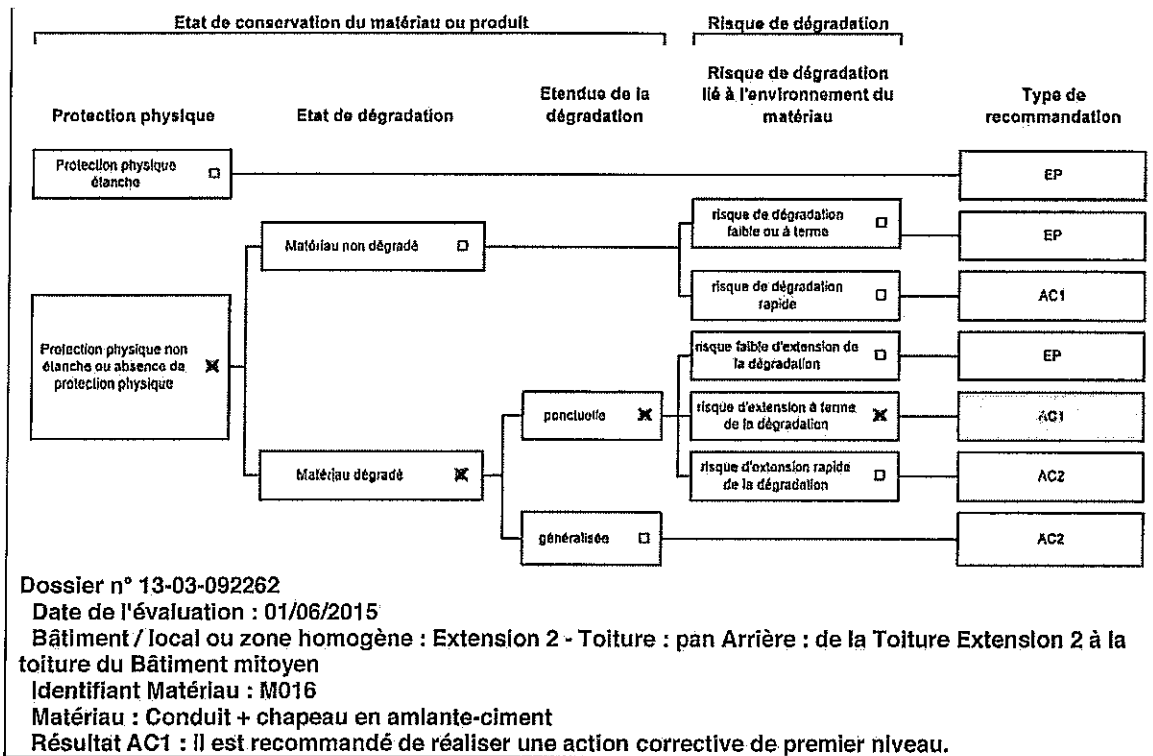 Etat de conservation du matériau ou produit
Risque de dégradation
Protection physique
Etat de dégradation
Etendue de la
dégradation
Risque de dégradation
lié à l'environnement du
matériau
Type de
recommandation
Protection physique
étanche
EP
Matériau non dégradé
risque de dégradation
faible ou à terme
EP
risque de dégradation
rapide
AC1
Protection physique non
étanche ou absence de
protection physique
risque faible d'extension de
la dégradation
EP
ponctuelle
risque d'extension à terme
de la dégradation
AC1
Matériau dégradé
risque d'extension rapide
de la dégradation
AC2
généralisée
AC2
Dossier n° 13-03-092262
Date de l'évaluation : 01/06/2015
Bâtiment / local ou zone homogène : Extension 2 - Toiture : pan Arrière : de la Toiture Extension 2 à la
toiture du Bâtiment mitoyen
Identifiant Matériau : M016
Matériau : Conduit + chapeau en amiante-ciment
Résultat AC1 : Il est recommandé de réaliser une action corrective de premier niveau.